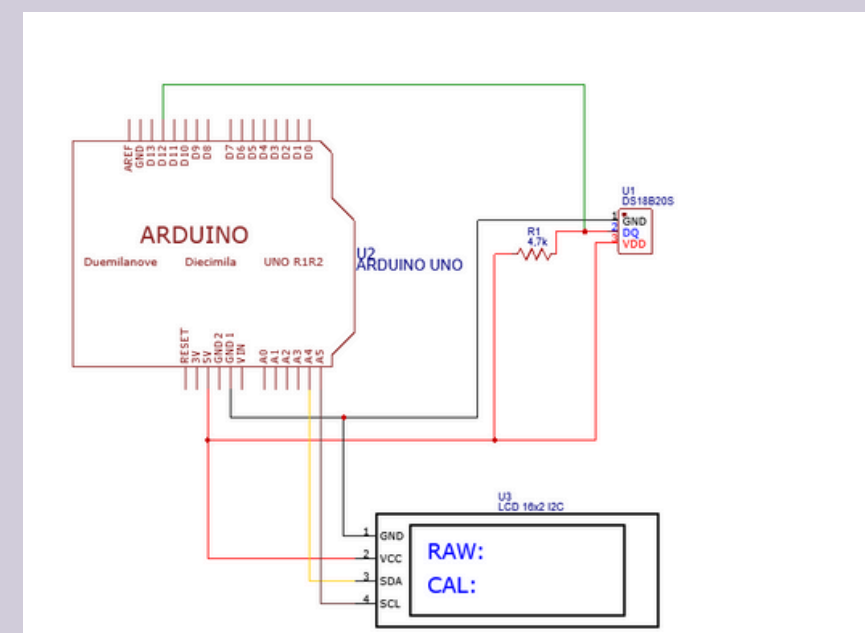 AREF
GND
D13
D12
D11
D10
D9
D8
D7
D6
D5
D4
D3
D2
D1
D0
ARDUINO
Duemilanove Diecimila UNO R1R2
U2
ARDUINO UNO
RESET
3V
5V
GND2
GND1
VIN
A0
A1
A2
A3
A4
A5
R1
4,7k
U1
DS18B20S
1 GND
2 DQ
3 VDD
U3
LCD 16x2 I2C
1 GND
2 VCC
3 SDA
4 SCL
RAW:
CAL: